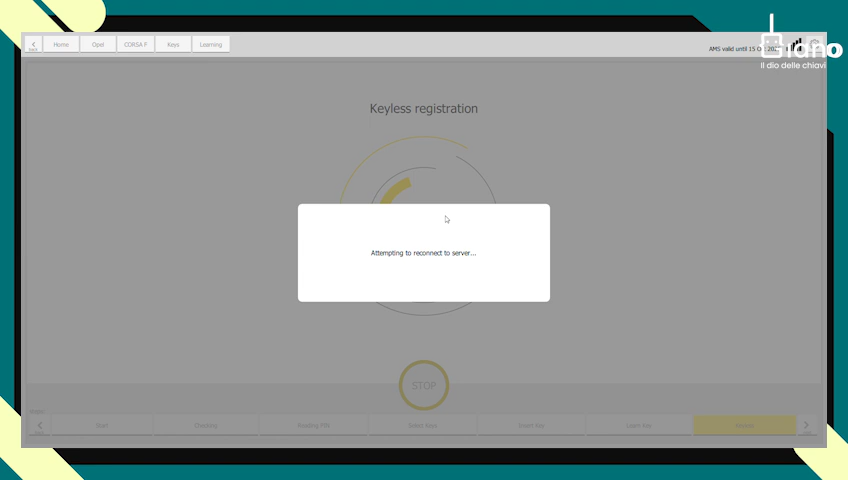 back
Home
Opel
CORSA F
Keys
Learning
AMS valid until 15 O
Il dio delle chiavi
Keyless registration
Attempting to reconnect to server...
STOP
Start
Checking
Reading PIN
Select Keys
Insert Key
Learn key
Keyless